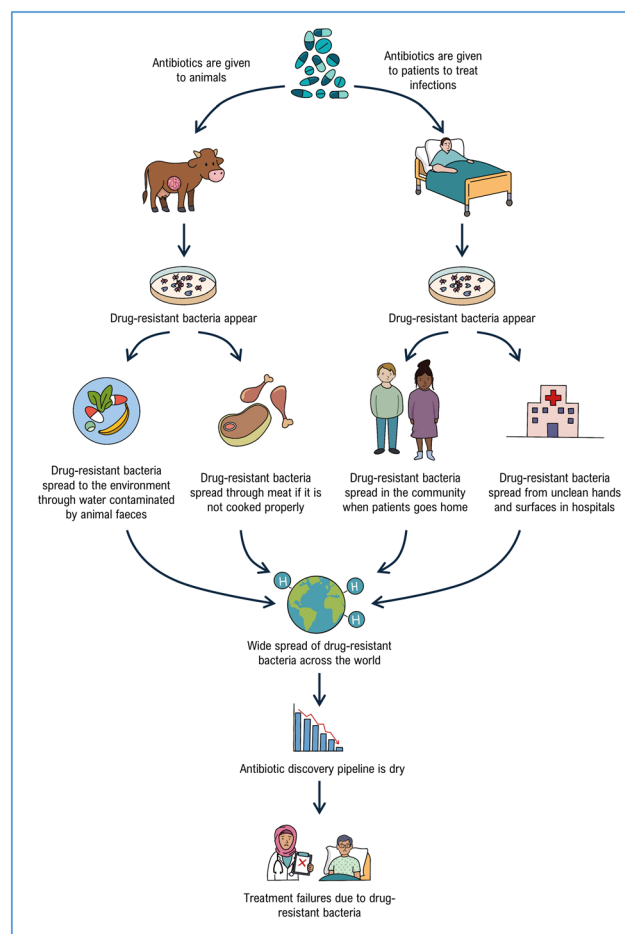 Antibiotics are given
to animals
Antibiotics are given
to patients to treat
infections
Drug-resistant bacteria appear
Drug-resistant bacteria appear
Drug-resistant bacteria
spread to the environment
through water contaminated
by animal faeces
Drug-resistant bacteria
spread through meat if it is
not cooked properly
Drug-resistant bacteria
spread in the community
when patients goes home
Drug-resistant bacteria
spread from unclean hands
and surfaces in hospitals
H
H
H
Wide spread of drug-resistant
bacteria across the world
Antibiotic discovery pipeline is dry
Treatment failures due to drug-
resistant bacteria